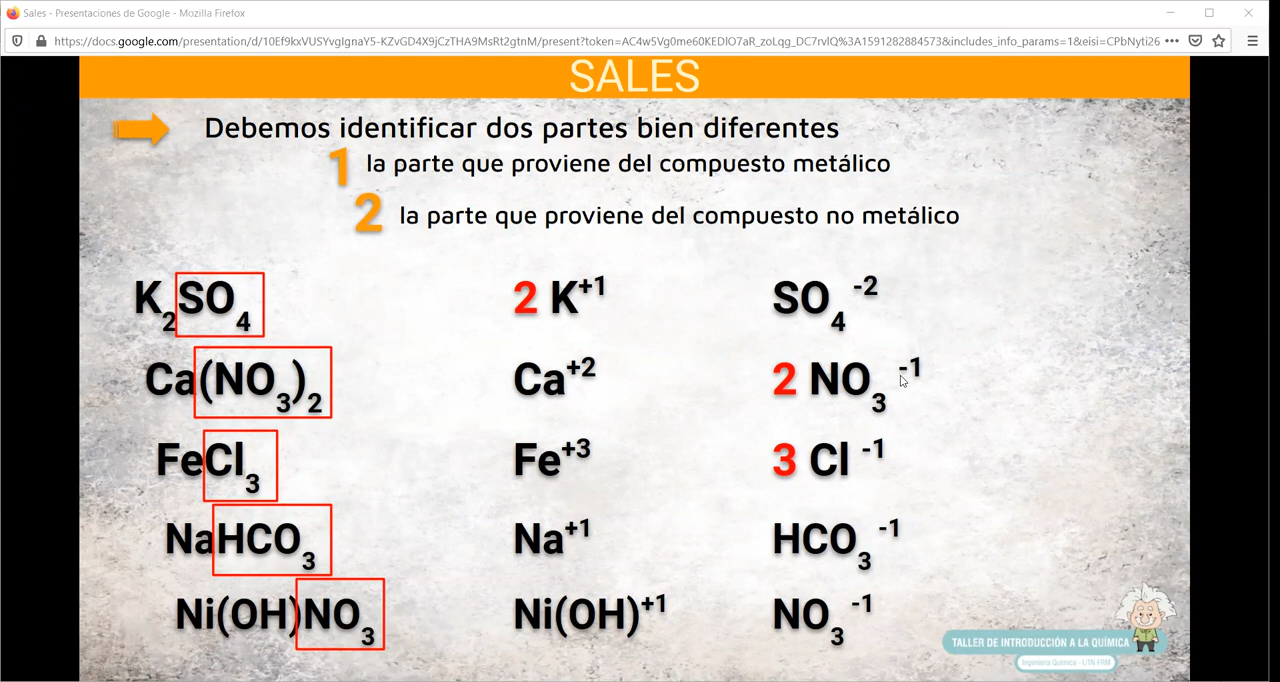 Sales - Presentaciones de Google - Mozilla Firefox
https://docs.google.com/presentation/d/10Ef9kxVUSYvgIgnaY5-KZvGD4X9jCzTHA9MsRt2gtnM/present?token=AC4w5Vg0me60KEDlO7aR_zoLqg_DC7rvlQ%3A1591282884573&includes_info_params=1&eisi=CPbNyti26
SALES
Debemos identificar dos partes bien diferentes
1 la parte que proviene del compuesto metálico
2 la parte que proviene del compuesto no metálico
K₂SO₄ 2 K⁺¹ SO₄⁻²
Ca(NO₃)₂ Ca⁺² 2 NO₃⁻¹
FeCl₃ Fe⁺³ 3 Cl⁻¹
NaHCO₃ Na⁺¹ HCO₃⁻¹
Ni(OH)NO₃ Ni(OH)⁺¹ NO₃⁻¹
TALLER DE INTRODUCCIÓN A LA QUÍMICA
Ingeniería Química - UTN FRM